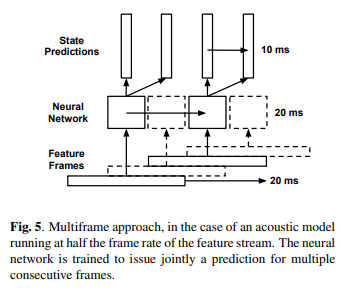 State
Predictions
10 ms
Neural
Network
20 ms
Feature
Frames
20 ms
Fig. 5. Multiframe approach, in the case of an acoustic model
running at half the frame rate of the feature stream. The neural
network is trained to issue jointly a prediction for multiple
consecutive frames.